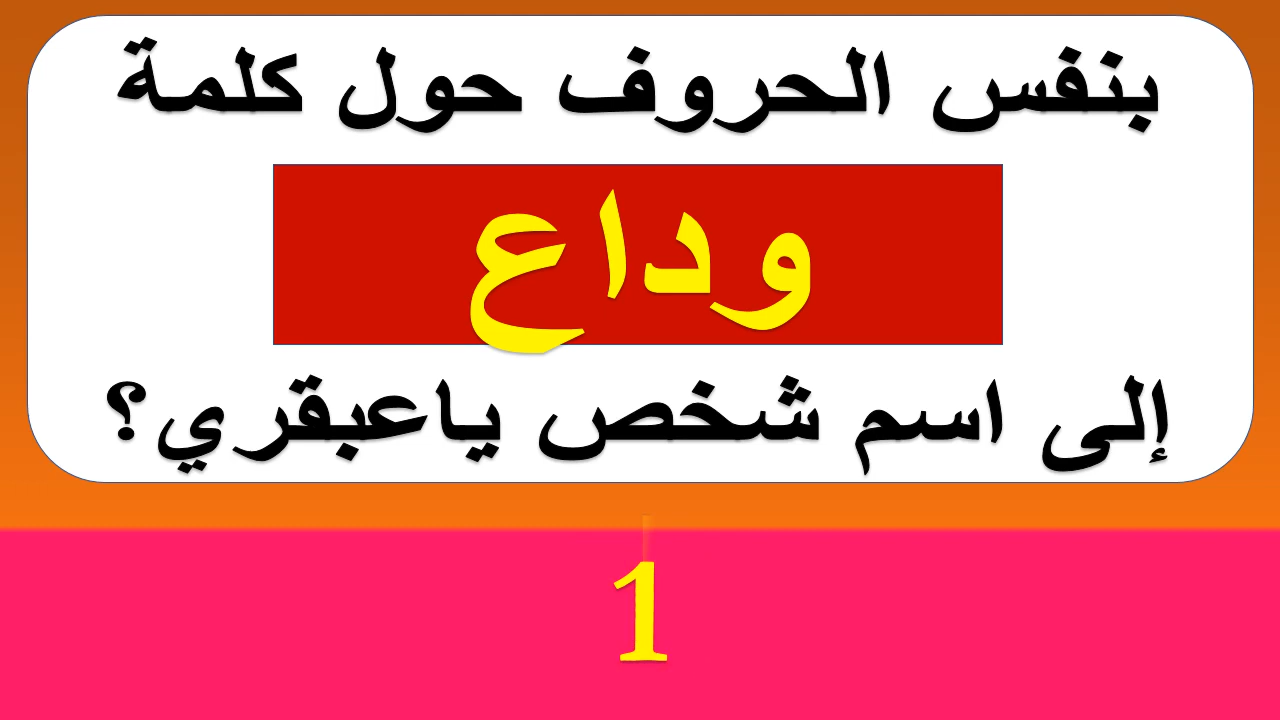 بنفس الحروف حول كلمة
وداع
إلى اسم شخص ياعبقري؟
1